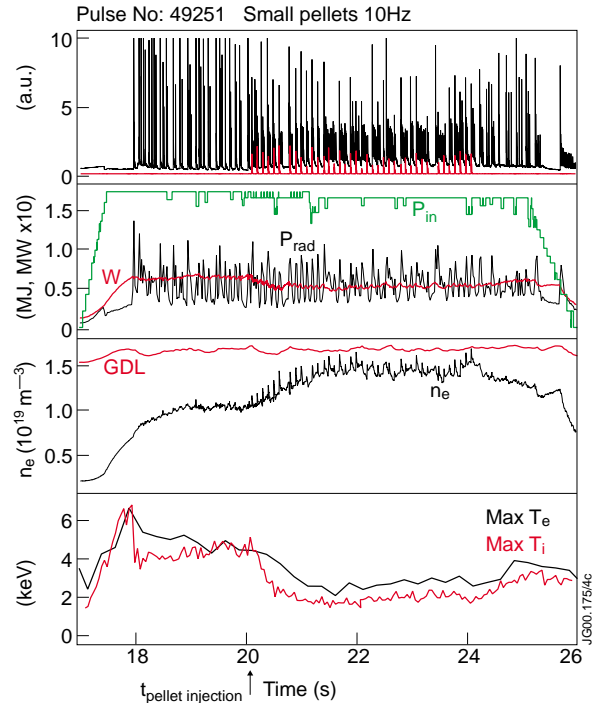 Pulse No: 49251 Small pellets 10Hz
10
(a.u.)
5
0
P_in
1.5
(MJ, MW x10)
P_rad
1.0
W
0.5
0
GDL
1.5
n_e
n_e (10^19 m^–3)
1.0
0.5
6
Max T_e
Max T_i
(keV)
4
2
0
18 20 22 24 26
t_pellet injection ↑ Time (s)
JG00.175/4c